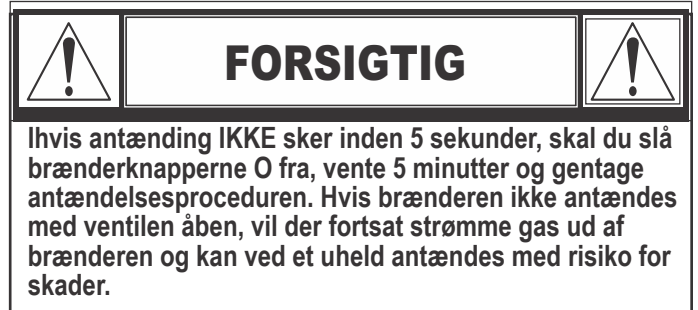 FORSIGTIG
Ihvis antænding IKKE sker inden 5 sekunder, skal du slå
brænderknapperne O fra, vente 5 minutter og gentage
antændelsesproceduren. Hvis brænderen ikke antændes
med ventilen åben, vil der fortsat strømme gas ud af
brænderen og kan ved et uheld antændes med risiko for
skader.